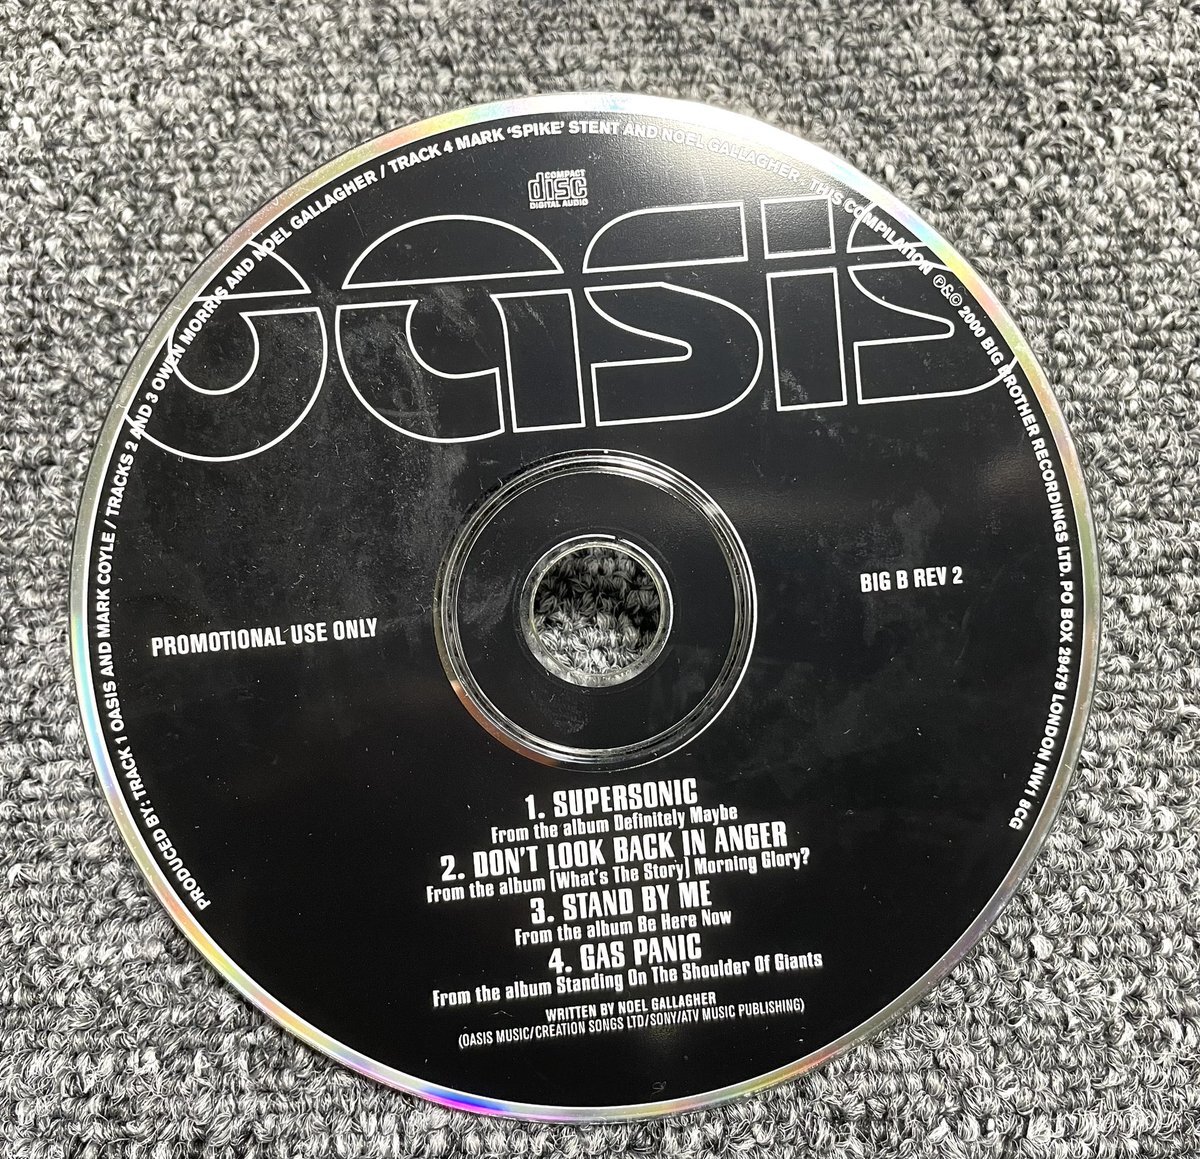 PRODUCED BY: TRACK 1 OASIS AND MARK COYLE / TRACKS 2 AND 3 OWEN MORRIS AND NOEL GALLAGHER / TRACK 4 MARK 'SPIKE' STENT AND NOEL GALLAGHER. THIS COMPILATION ℗&© 2000 BIG BROTHER RECORDINGS LTD. PO BOX 29479 LONDON NW1 8CG
COMPACT
disc
DIGITAL AUDIO
oasis
BIG B REV 2
PROMOTIONAL USE ONLY
1. SUPERSONIC
From the album Definitely Maybe
2. DON'T LOOK BACK IN ANGER
From the album [What's The Story] Morning Glory?
3. STAND BY ME
From the album Be Here Now
4. GAS PANIC
From the album Standing On The Shoulder Of Giants
WRITTEN BY NOEL GALLAGHER
(OASIS MUSIC/CREATION SONGS LTD/SONY/ATV MUSIC PUBLISHING)